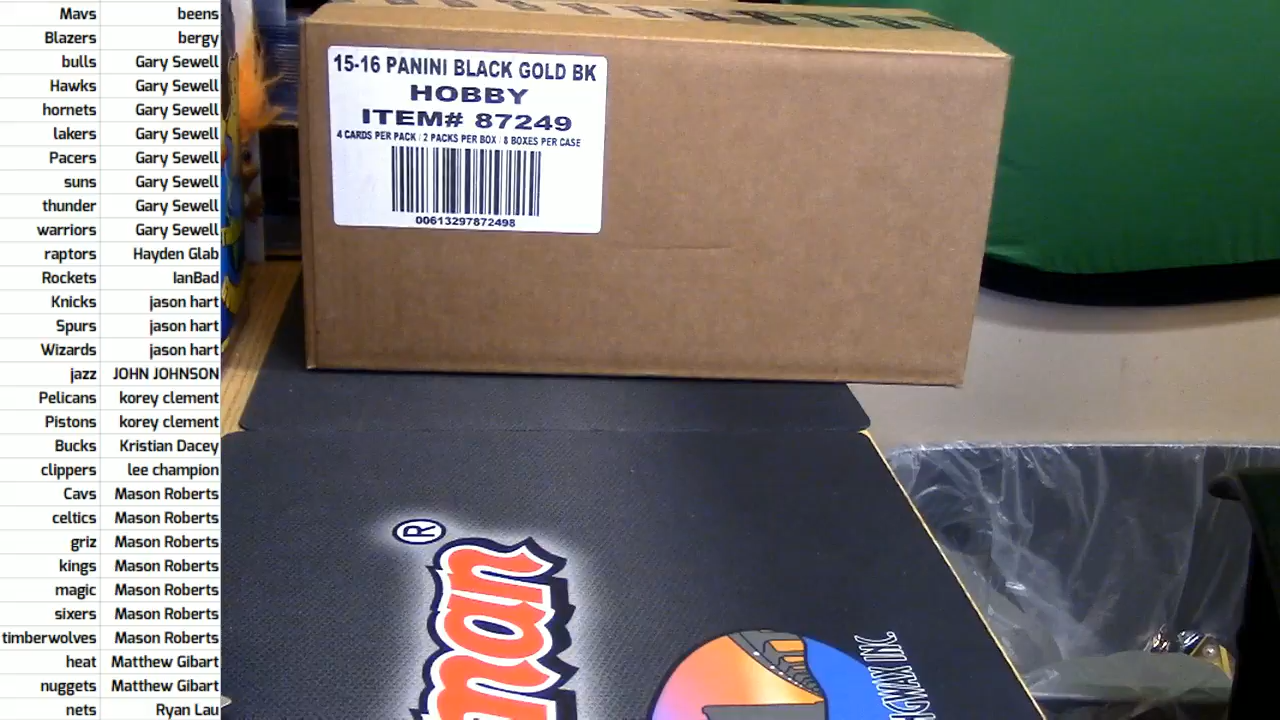 Mavs beens
Blazers bergy
bulls Gary Sewell
Hawks Gary Sewell
hornets Gary Sewell
lakers Gary Sewell
Pacers Gary Sewell
suns Gary Sewell
thunder Gary Sewell
warriors Gary Sewell
raptors Hayden Glab
Rockets IanBad
Knicks jason hart
Spurs jason hart
Wizards jason hart
jazz JOHN JOHNSON
Pelicans korey clement
Pistons korey clement
Bucks Kristian Dacey
clippers lee champion
Cavs Mason Roberts
celtics Mason Roberts
griz Mason Roberts
kings Mason Roberts
magic Mason Roberts
sixers Mason Roberts
timberwolves Mason Roberts
heat Matthew Gibart
nuggets Matthew Gibart
nets Ryan Lau
15-16 PANINI BLACK GOLD BK
HOBBY
ITEM# 87249
4 CARDS PER PACK / 2 PACKS PER BOX / 8 BOXES PER CASE
00613297872498
man®
INC.